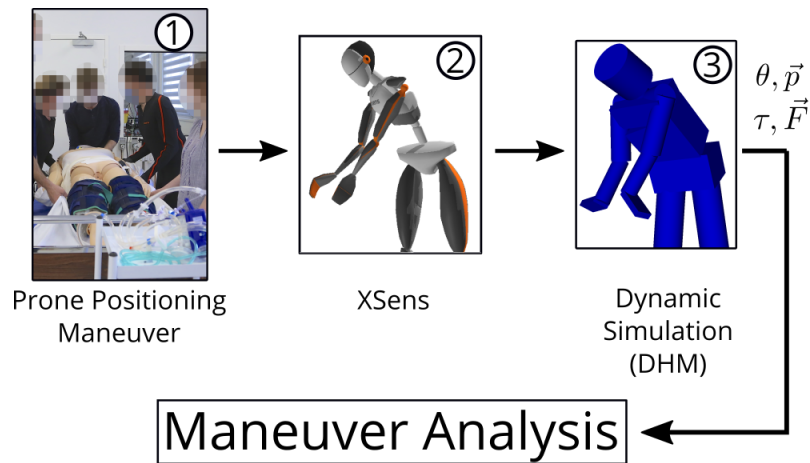 ①
②
③
θ, p⃗
τ, F⃗
Prone Positioning
Maneuver
XSens
Dynamic
Simulation
(DHM)
Maneuver Analysis